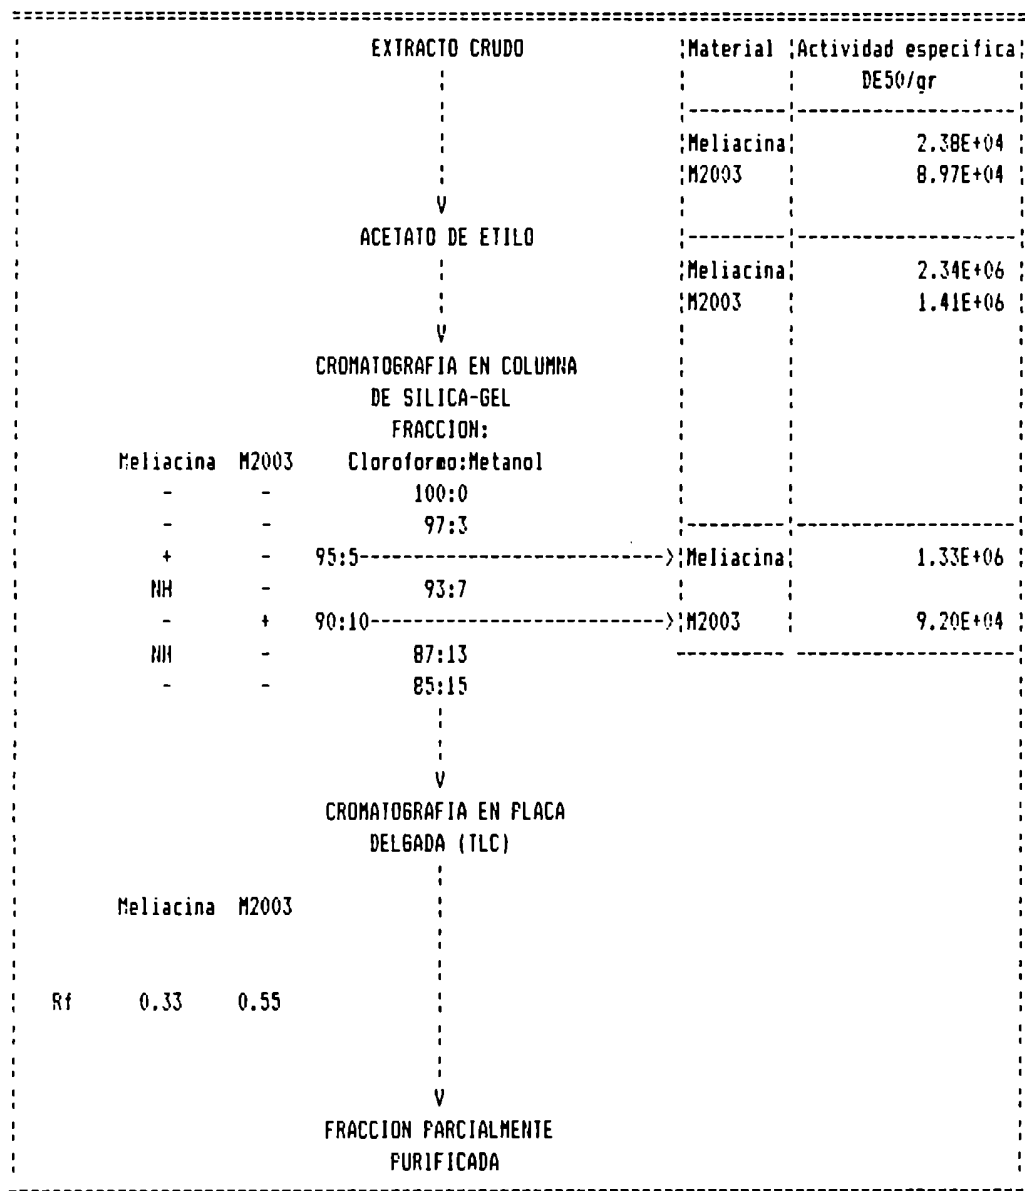 EXTRACTO CRUDO Material Actividad especifica
DE50/gr
Meliacina 2.38E+04
M2003 8.97E+04
ACETATO DE ETILO
Meliacina 2.34E+06
M2003 1.41E+06
CROMATOGRAFIA EN COLUMNA
DE SILICA-GEL
FRACCION:
Meliacina M2003 Cloroformo:Metanol
- - 100:0
- - 97:3
+ - 95:5---------------------------> Meliacina 1.33E+06
NH - 93:7
- + 90:10--------------------------> M2003 9.20E+04
NH - 87:13
- - 85:15
V
CROMATOGRAFIA EN PLACA
DELGADA (TLC)
Meliacina M2003
Rf 0.33 0.55
V
FRACCION PARCIALMENTE
PURIFICADA